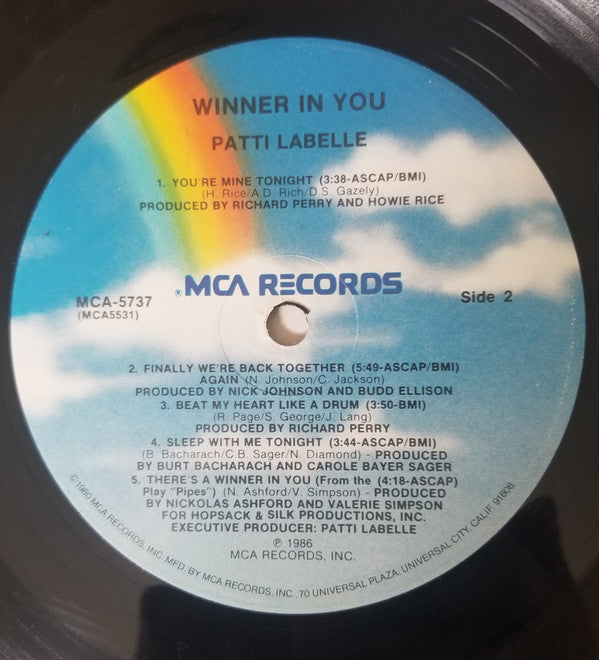 WINNER IN YOU
PATTI LABELLE
1. YOU'RE MINE TONIGHT (3:38-ASCAP/BMI)
(H. Rice/A.D. Rich/D.S. Gazely)
PRODUCED BY RICHARD PERRY AND HOWIE RICE
®MCA RECORDS
MCA-5737
(MCA5531)
Side 2
2. FINALLY WE'RE BACK TOGETHER (5:49-ASCAP/BMI)
AGAIN (N. Johnson/C. Jackson)
PRODUCED BY NICK JOHNSON AND BUDD ELLISON
3. BEAT MY HEART LIKE A DRUM (3:50-BMI)
(R. Page/S. George/J. Lang)
PRODUCED BY RICHARD PERRY
4. SLEEP WITH ME TONIGHT (3:44-ASCAP/BMI)
(B. Bacharach/C.B. Sager/N. Diamond) - PRODUCED
BY BURT BACHARACH AND CAROLE BAYER SAGER
5. THERE'S A WINNER IN YOU (From the (4:18-ASCAP)
Play "Pipes") (N. Ashford/V. Simpson) - PRODUCED
BY NICKOLAS ASHFORD AND VALERIE SIMPSON
FOR HOPSACK & SILK PRODUCTIONS, INC.
EXECUTIVE PRODUCER: PATTI LABELLE
℗ 1986
MCA RECORDS, INC.
©1980 MCA RECORDS, INC. MFD. BY MCA RECORDS, INC., 70 UNIVERSAL PLAZA, UNIVERSAL CITY, CALIF. 91608